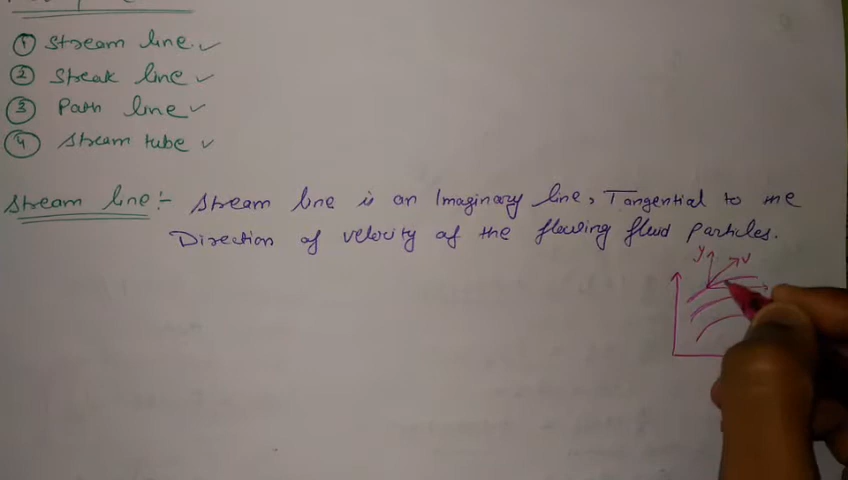 ① Stream line ✓
② Streak line ✓
③ Path line ✓
④ Stream tube ✓
Stream line :- Stream line is an Imaginary line, Tangential to the
Direction of velocity of the flowing fluid particles.
y v